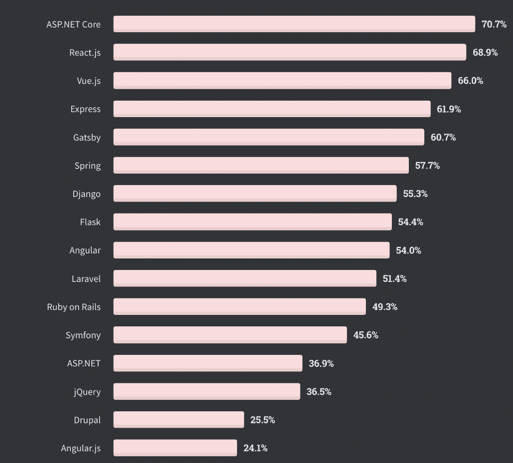 ASP.NET Core 70.7%
React.js 68.9%
Vue.js 66.0%
Express 61.9%
Gatsby 60.7%
Spring 57.7%
Django 55.3%
Flask 54.4%
Angular 54.0%
Laravel 51.4%
Ruby on Rails 49.3%
Symfony 45.6%
ASP.NET 36.9%
jQuery 36.5%
Drupal 25.5%
Angular.js 24.1%